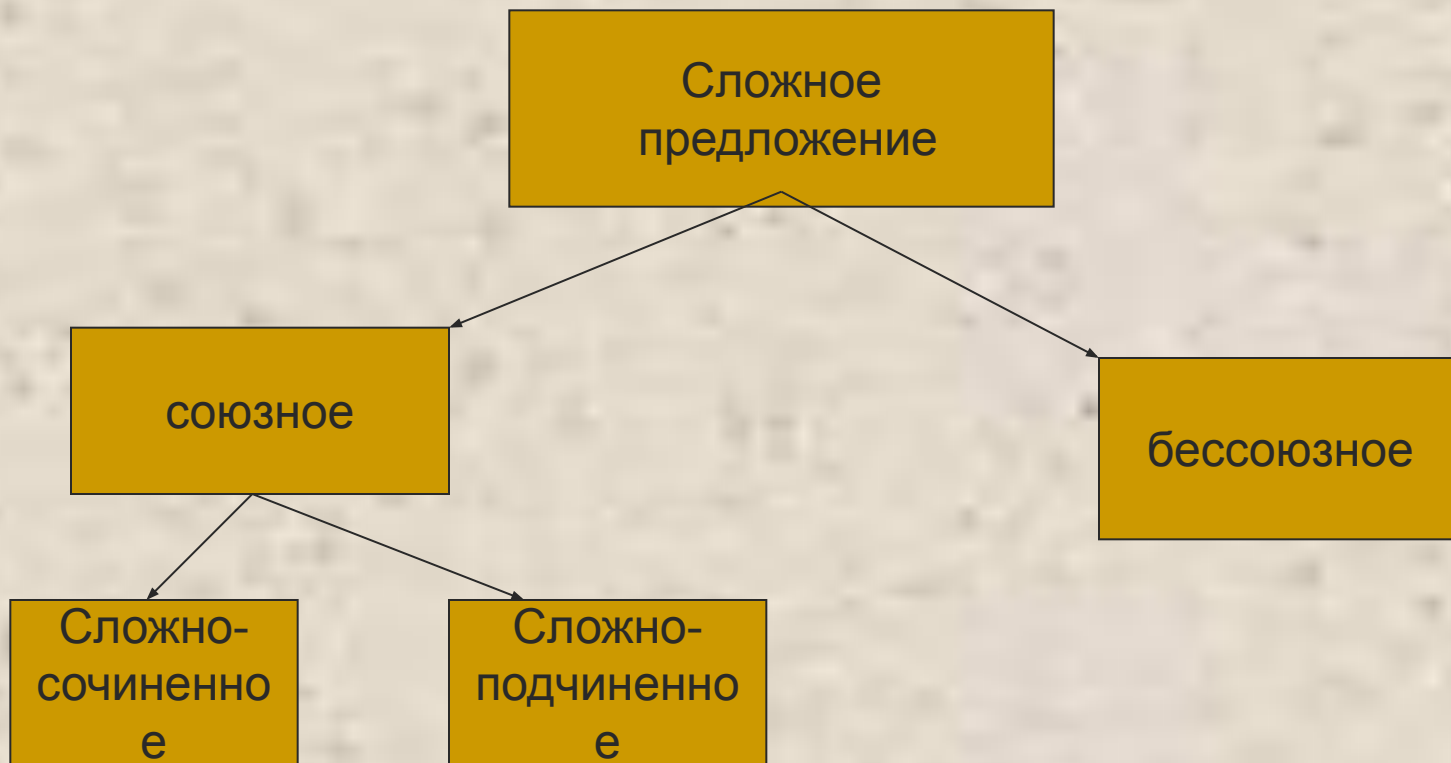 Сложное
предложение
союзное
бессоюзное
Сложно-
сочиненно
е
Сложно-
подчиненно
е